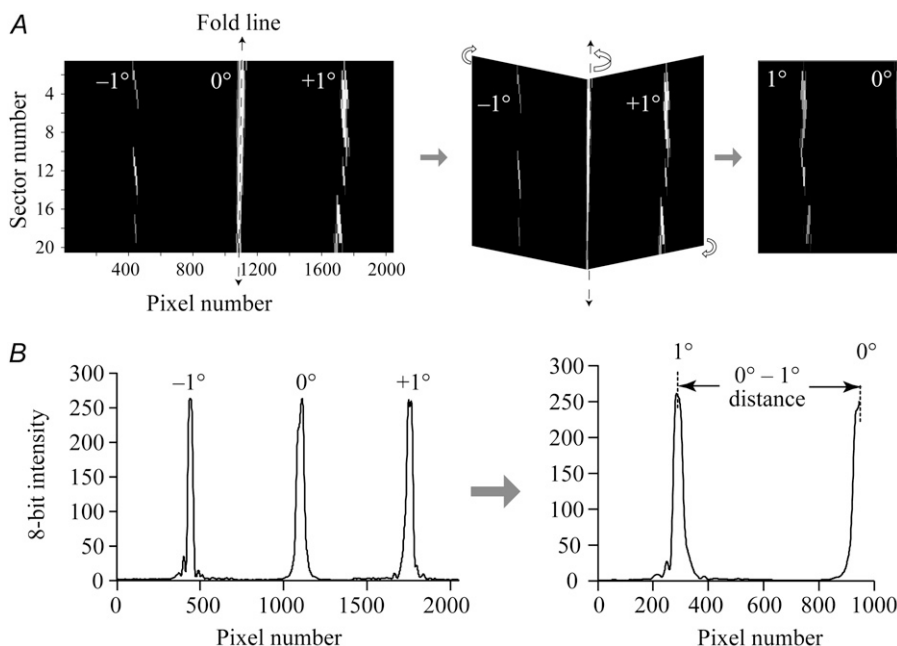 A
Fold line
–1° 0° +1°
–1° +1°
1° 0°
Sector number
4
8
12
16
20
400 1200 1600 2000
Pixel number
B
–1° 0° +1°
8-bit intensity
300
250
200
150
100
50
0
0 500 1000 1500 2000
Pixel number
1° 0°
0° – 1°
distance
300
250
200
150
100
50
0
0 200 400 600 800 1000
Pixel number